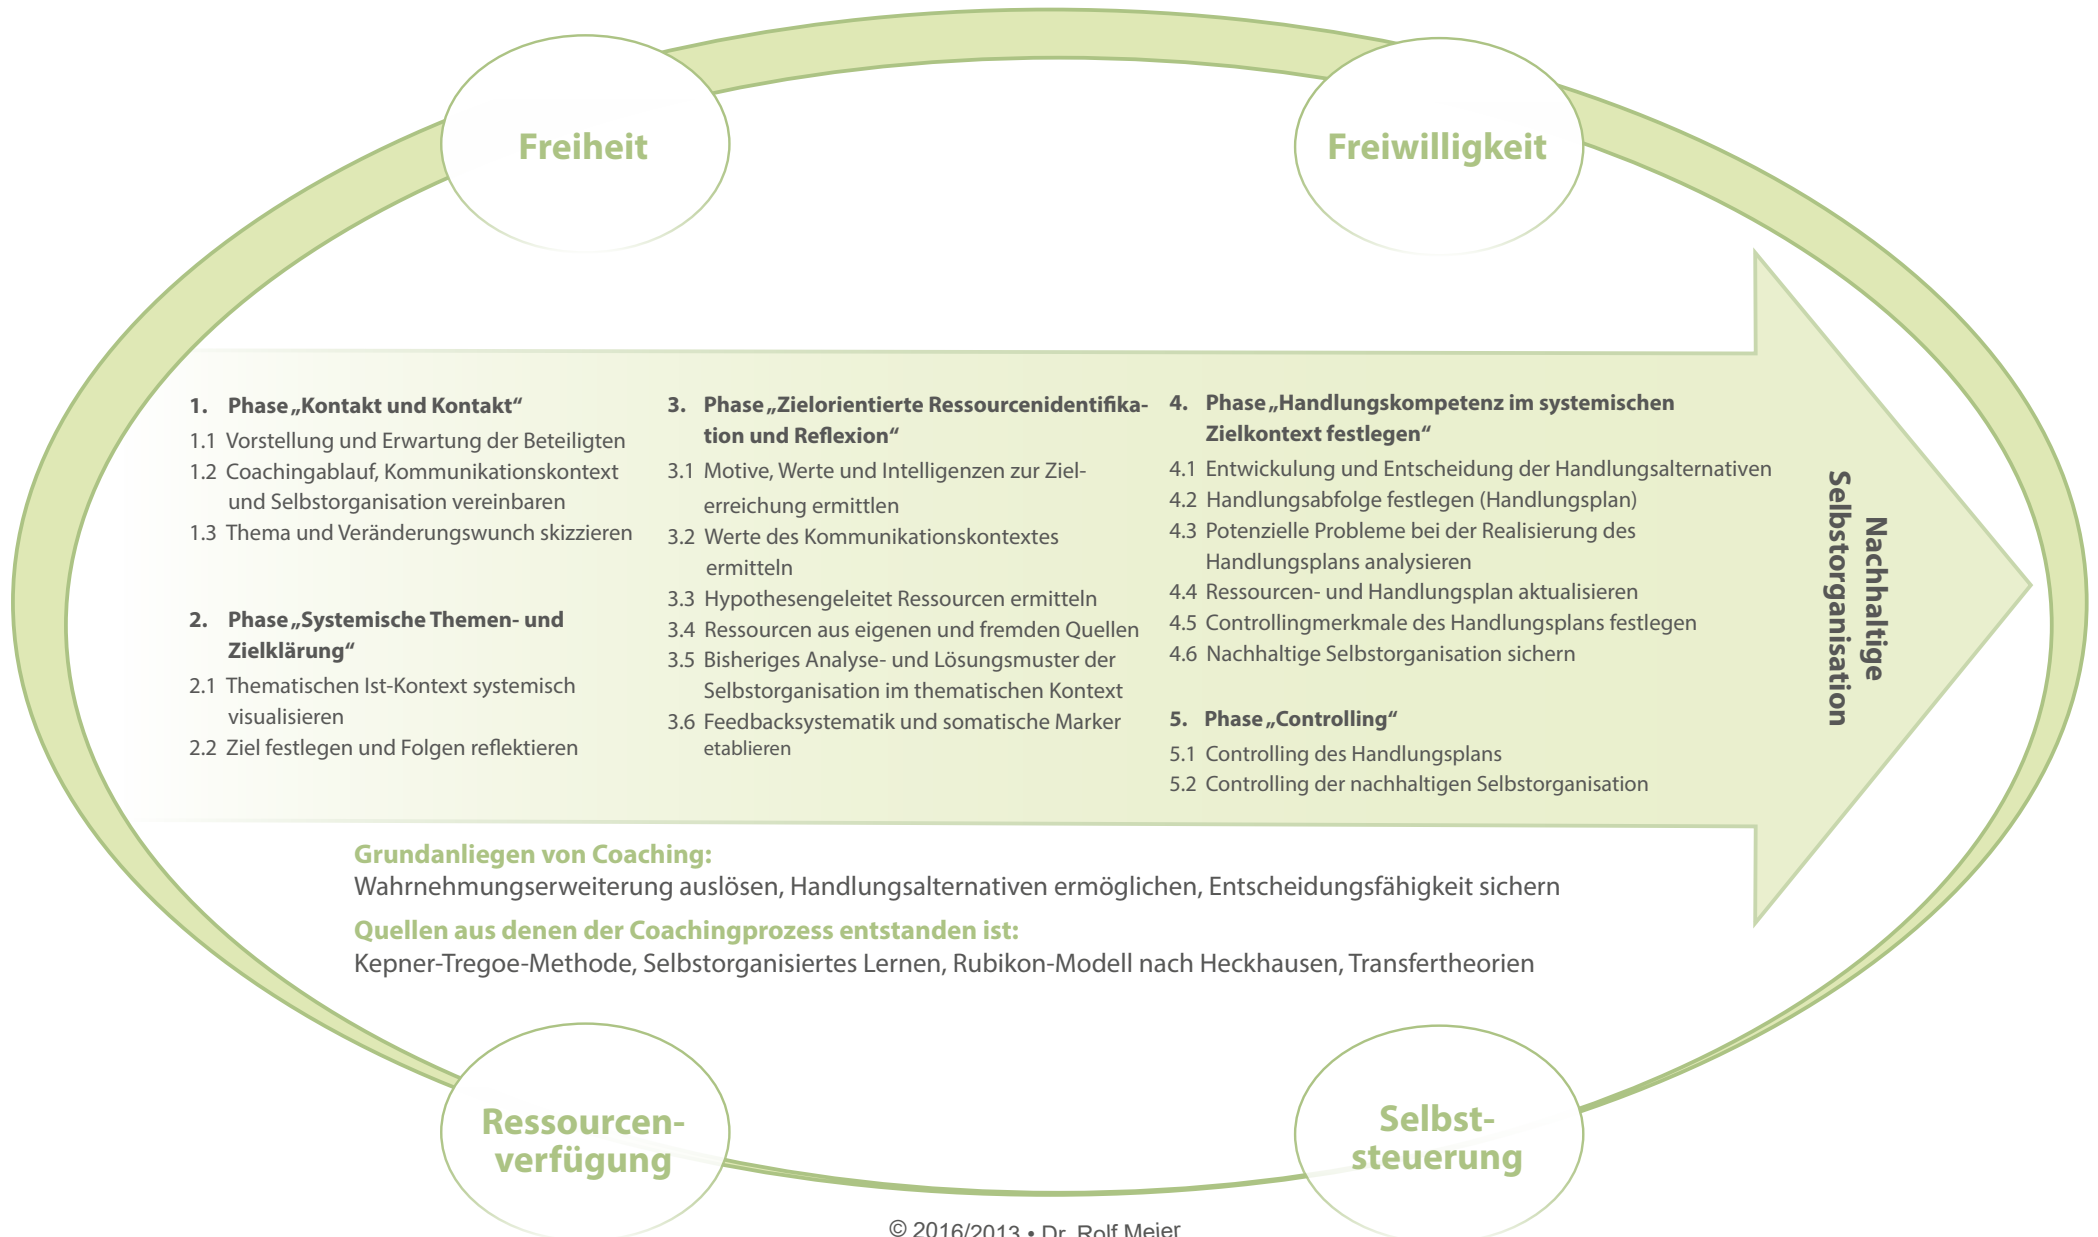 Freiheit
Freiwilligkeit
1. Phase „Kontakt und Kontakt“
1.1 Vorstellung und Erwartung der Beteiligten
1.2 Coachingablauf, Kommunikationskontext
und Selbstorganisation vereinbaren
1.3 Thema und Veränderungswunsch skizzieren
2. Phase „Systemische Themen- und
Zielklärung“
2.1 Thematischen Ist-Kontext systemisch
visualisieren
2.2 Ziel festlegen und Folgen reflektieren
3. Phase „Zielorientierte Ressourcenidentifika-
tion und Reflexion“
3.1 Motive, Werte und Intelligenzen zur Ziel-
erreichung ermittlen
3.2 Werte des Kommunikationskontextes
ermitteln
3.3 Hypothesengeleitet Ressourcen ermitteln
3.4 Ressourcen aus eigenen und fremden Quellen
3.5 Bisheriges Analyse- und Lösungsmuster der
Selbstorganisation im thematischen Kontext
3.6 Feedbacksystematik und somatische Marker
etablieren
4. Phase „Handlungskompetenz im systemischen
Zielkontext festlegen“
4.1 Entwickulung und Entscheidung der Handlungsalternativen
4.2 Handlungsabfolge festlegen (Handlungsplan)
4.3 Potenzielle Probleme bei der Realisierung des
Handlungsplans analysieren
4.4 Ressourcen- und Handlungsplan aktualisieren
4.5 Controllingmerkmale des Handlungsplans festlegen
4.6 Nachhaltige Selbstorganisation sichern
5. Phase „Controlling“
5.1 Controlling des Handlungsplans
5.2 Controlling der nachhaltigen Selbstorganisation
Nachhaltige
Selbstorganisation
Grundanliegen von Coaching:
Wahrnehmungserweiterung auslösen, Handlungsalternativen ermöglichen, Entscheidungsfähigkeit sichern
Quellen aus denen der Coachingprozess entstanden ist:
Kepner-Tregoe-Methode, Selbstorganisiertes Lernen, Rubikon-Modell nach Heckhausen, Transfertheorien
Ressourcen-
verfügung
Selbst-
steuerung
© 2016/2013 • Dr. Rolf Meier